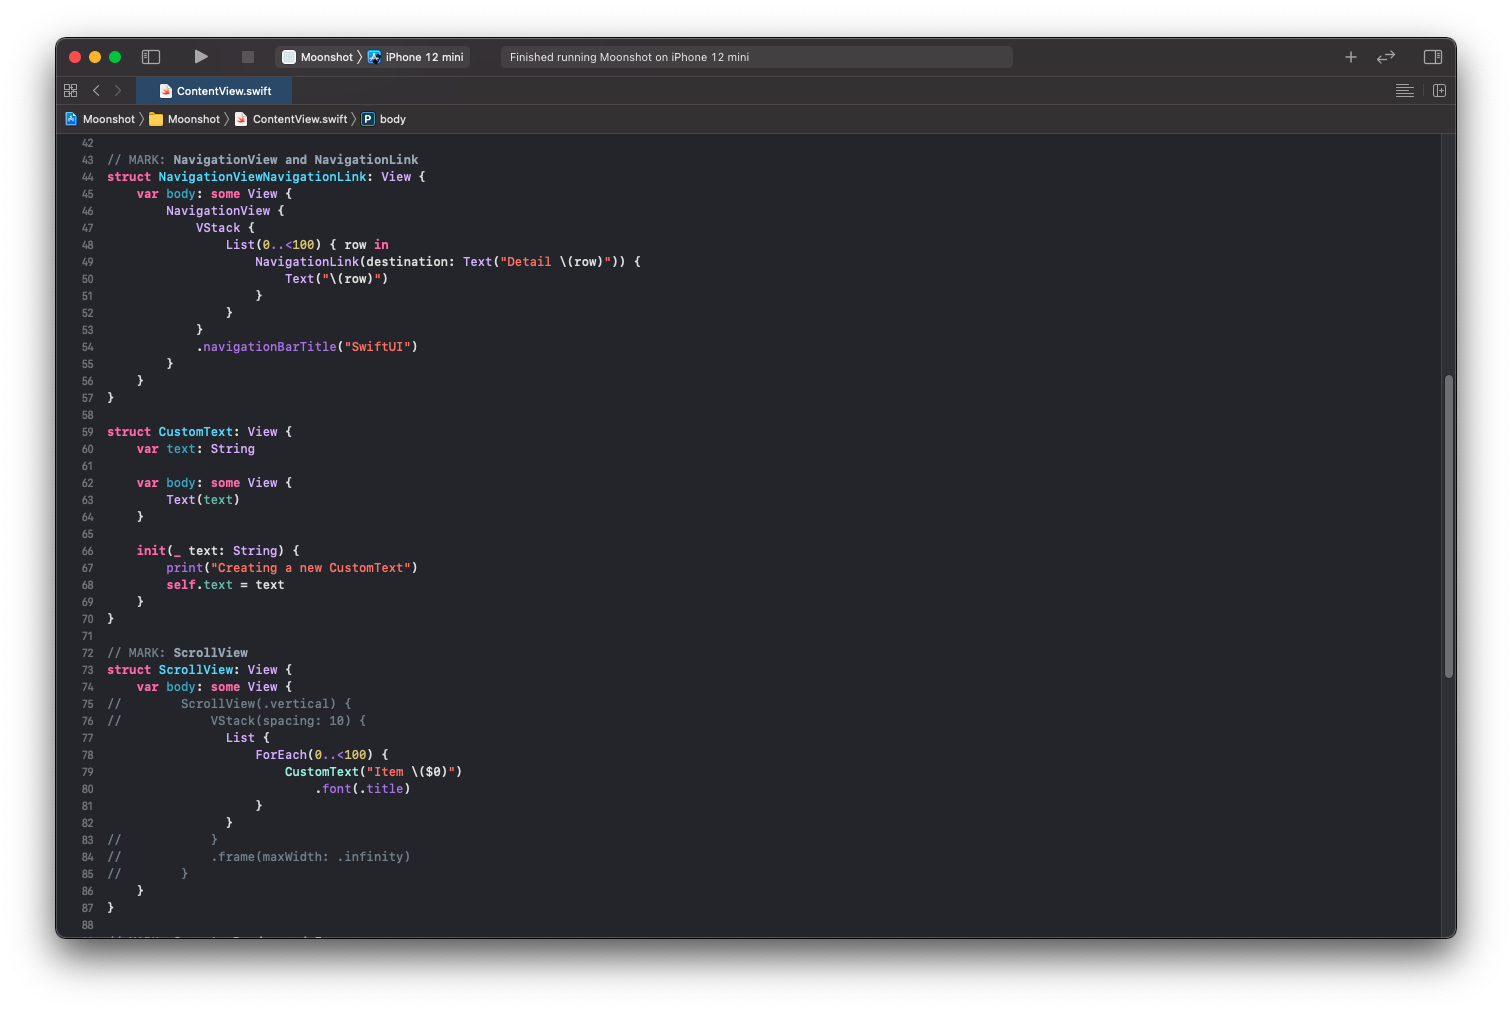 Moonshot 〉 iPhone 12 mini
Finished running Moonshot on iPhone 12 mini
ContentView.swift
Moonshot 〉 Moonshot 〉 ContentView.swift 〉 P body
42
43 // MARK: NavigationView and NavigationLink
44 struct NavigationViewNavigationLink: View {
45     var body: some View {
46         NavigationView {
47             VStack {
48                 List(0..<100) { row in
49                     NavigationLink(destination: Text("Detail \(row)")) {
50                         Text("\(row)")
51                     }
52                 }
53             }
54             .navigationBarTitle("SwiftUI")
55         }
56     }
57 }
58
59 struct CustomText: View {
60     var text: String
61
62     var body: some View {
63         Text(text)
64     }
65
66     init(_ text: String) {
67         print("Creating a new CustomText")
68         self.text = text
69     }
70 }
71
72 // MARK: ScrollView
73 struct ScrollView: View {
74     var body: some View {
75 //        ScrollView(.vertical) {
76 //            VStack(spacing: 10) {
77                 List {
78                     ForEach(0..<100) {
79                         CustomText("Item \($0)")
80                             .font(.title)
81                     }
82                 }
83 //            }
84 //            .frame(maxWidth: .infinity)
85 //        }
86     }
87 }
88